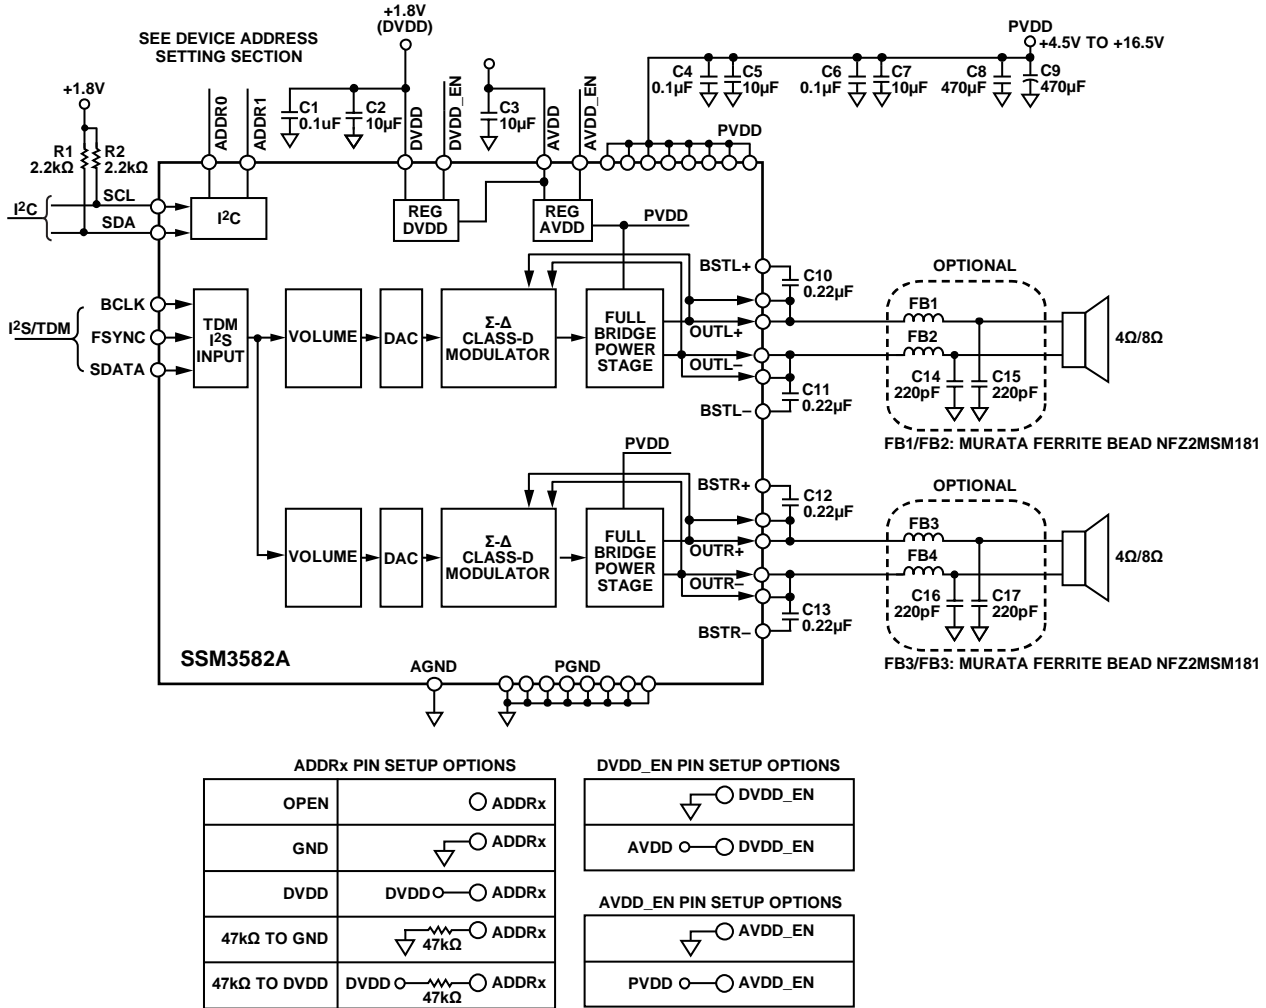 +1.8V
(DVDD)
SEE DEVICE ADDRESS
SETTING SECTION
PVDD
+4.5V TO +16.5V
+1.8V
R1
2.2kΩ
R2
2.2kΩ
ADDR0
ADDR1
C1
0.1uF
C2
10µF
DVDD
DVDD_EN
C3
10µF
AVDD
AVDD_EN
C4
0.1µF
C5
10µF
C6
0.1µF
C7
10µF
C8
470µF
C9
470µF
PVDD
I²C
SCL
SDA
I²C
REG
DVDD
REG
AVDD
PVDD
I²S/TDM
BCLK
FSYNC
SDATA
TDM
I²S
INPUT
VOLUME
DAC
Σ-Δ
CLASS-D
MODULATOR
FULL
BRIDGE
POWER
STAGE
BSTL+
OUTL+
OUTL–
BSTL–
C10
0.22µF
C11
0.22µF
OPTIONAL
FB1
FB2
C14
220pF
C15
220pF
4Ω/8Ω
FB1/FB2: MURATA FERRITE BEAD NFZ2MSM181
PVDD
VOLUME
DAC
Σ-Δ
CLASS-D
MODULATOR
FULL
BRIDGE
POWER
STAGE
BSTR+
OUTR+
OUTR–
BSTR–
C12
0.22µF
C13
0.22µF
OPTIONAL
FB3
FB4
C16
220pF
C17
220pF
4Ω/8Ω
FB3/FB3: MURATA FERRITE BEAD NFZ2MSM181
SSM3582A
AGND
PGND
ADDRx PIN SETUP OPTIONS
OPEN
ADDRx
GND
ADDRx
DVDD
DVDD
ADDRx
47kΩ TO GND
47kΩ
ADDRx
47kΩ TO DVDD
DVDD
47kΩ
ADDRx
DVDD_EN PIN SETUP OPTIONS
DVDD_EN
AVDD
DVDD_EN
AVDD_EN PIN SETUP OPTIONS
AVDD_EN
PVDD
AVDD_EN